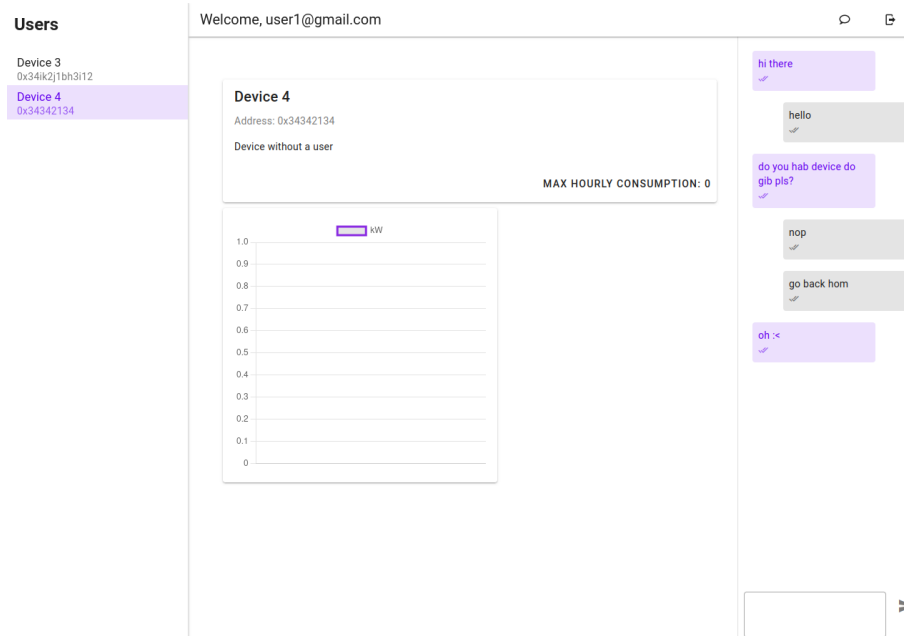 Users
Device 3
0x34ik2j1bh3i12
Device 4
0x34342134
Welcome, user1@gmail.com
Device 4
Address: 0x34342134
Device without a user
MAX HOURLY CONSUMPTION: 0
kW
1.0
0.9
0.8
0.7
0.6
0.5
0.4
0.3
0.2
0.1
0
hi there
hello
do you hab device do
gib pls?
nop
go back hom
oh :<